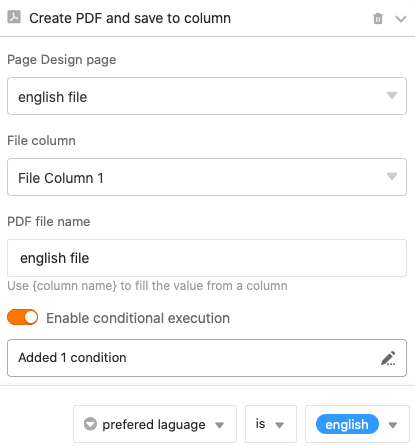 Create PDF and save to column
Page Design page
english file
File column
File Column 1
PDF file name
english file
Use {column name} to fill the value from a column
Enable conditional execution
Added 1 condition
prefered laguage is english